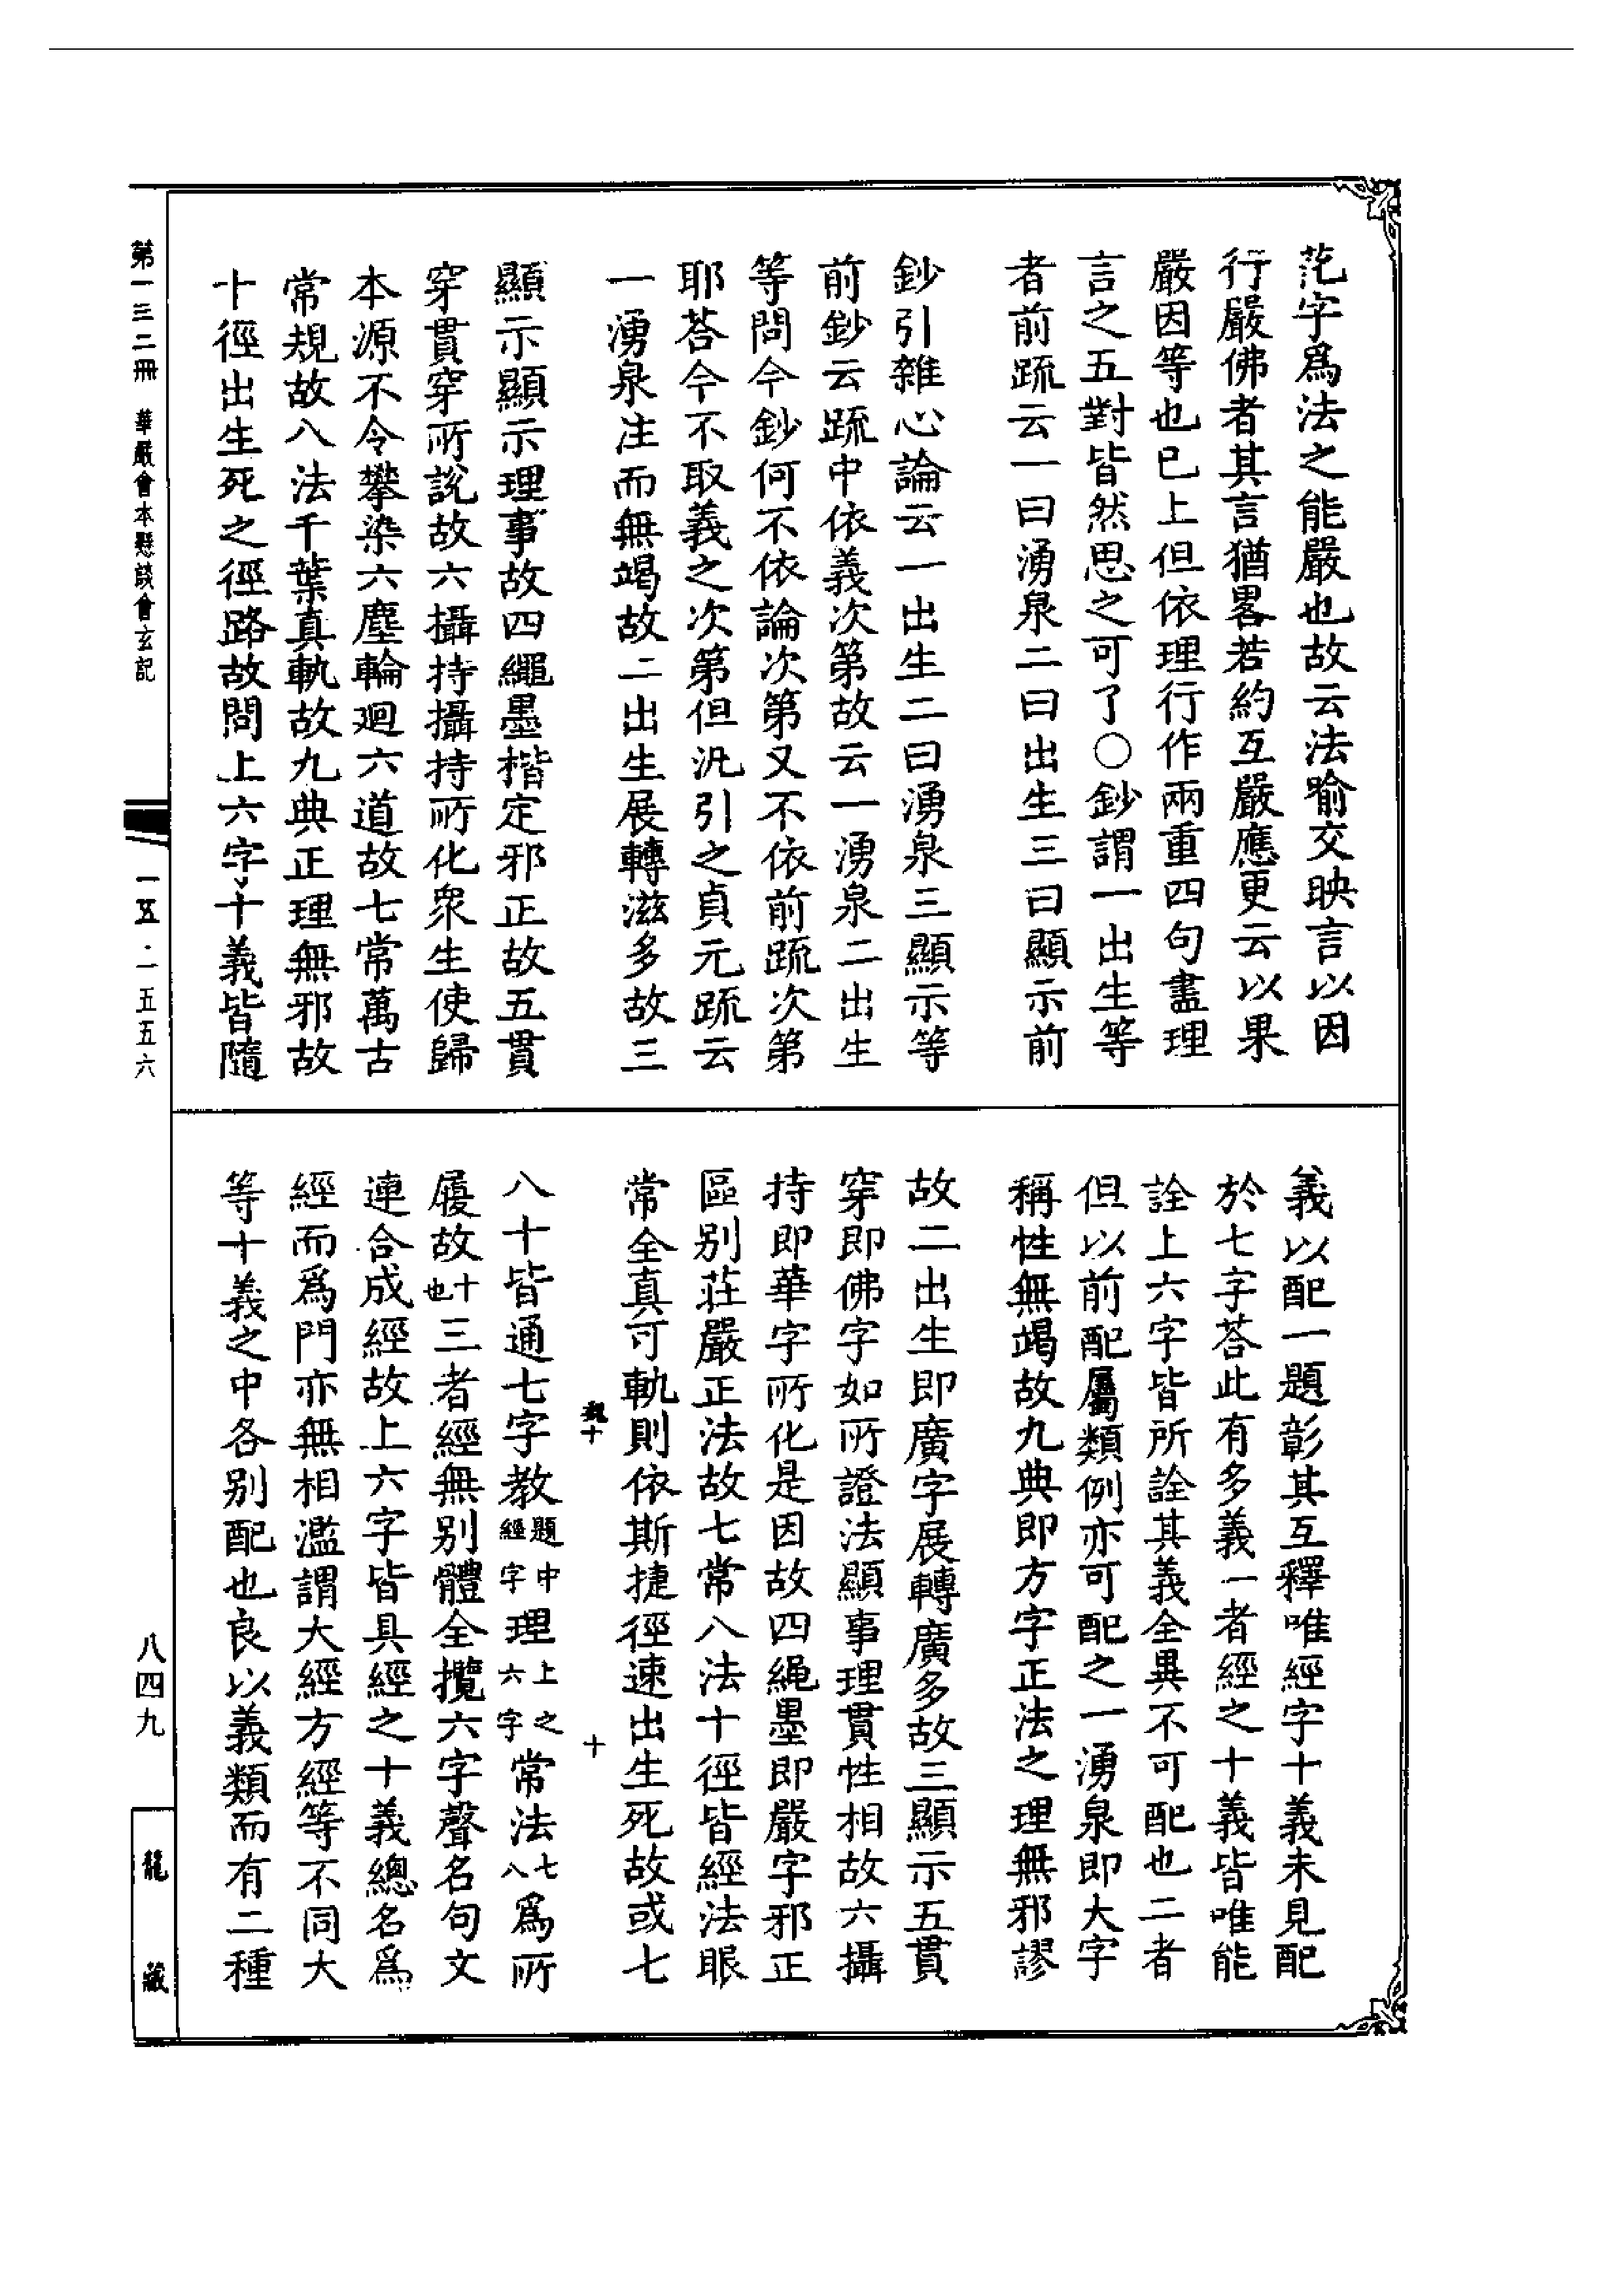 茫字爲法之能嚴也故云法喻交映言以因
行嚴佛者其言猶畧若約互嚴應更云以果
嚴因等也已上但依理行作兩重四句盡理
言之五對皆然思之可了○鈔謂一出生等
者前疏云一曰湧泉二曰出生三曰顯示前
鈔引雜心論云一出生二曰湧泉三顯示等
前鈔云疏中依義次第故云一湧泉二出生
等問今鈔何不依論次第又不依前疏次第
耶荅今不取義之次第但汎引之貞元疏云
一湧泉注而無竭故二出生展轉滋多故三
顯示顯示理事故四繩墨楷定邪正故五貫
穿貫穿所說故六攝持攝持所化衆生使歸
本源不令攀染六塵輪迴六道故七常萬古
常規故八法千葉真軌故九典正理無邪故
十徑出生死之徑路故問上六字十義皆隨
義以配一題彰其互釋唯經字十義未見配
於七字荅此有多義一者經之十義皆唯能
詮上六字皆所詮其義全異不可配也二者
但以前配屬類例亦可配之一湧泉即大字
稱性無竭故九典即方字正法之理無邪謬
故二出生即廣字展轉廣多故三顯示五貫
穿即佛字如所證法顯事理貫性相故六攝
持即華字所化是因故四繩墨即嚴字邪正
區别莊嚴正法故七常八法十徑皆經法眼
常全真可軌則依斯捷徑速出生死故或七
八十皆通七字教題中經字理上之六字常法七八爲所
履故十也三者經無别體全攬六字聲名句文
連合成經故上六字皆具經之十義總名爲
經而爲門亦無相濫謂大經方經等不同大
等十義之中各别配也良以義類而有二種
十
第一三二冊 華嚴會本懸談會玄記
一五·一五五六
八四九
龍藏